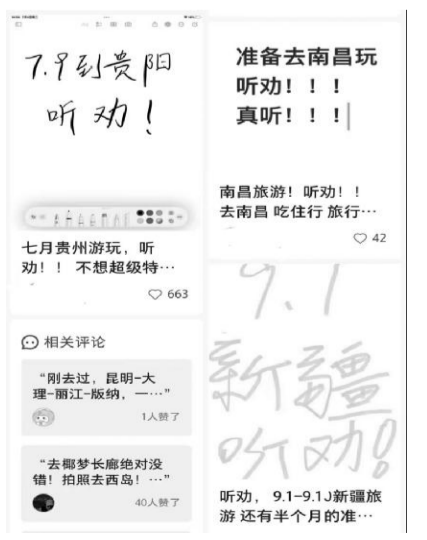 7.9到贵阳
听劝！
七月贵州游玩，听
劝！！ 不想超级特…
663
相关评论
“刚去过，昆明-大
理-丽江-版纳，一…”
1人赞了
“去椰梦长廊绝对没
错！拍照去西岛！…”
40人赞了
准备去南昌玩
听劝！！！
真听！！！
南昌旅游！听劝！！
去南昌 吃住行 旅行…
42
9.1
新疆
听劝！
听劝， 9.1-9.1J新疆旅
游 还有半个月的准…